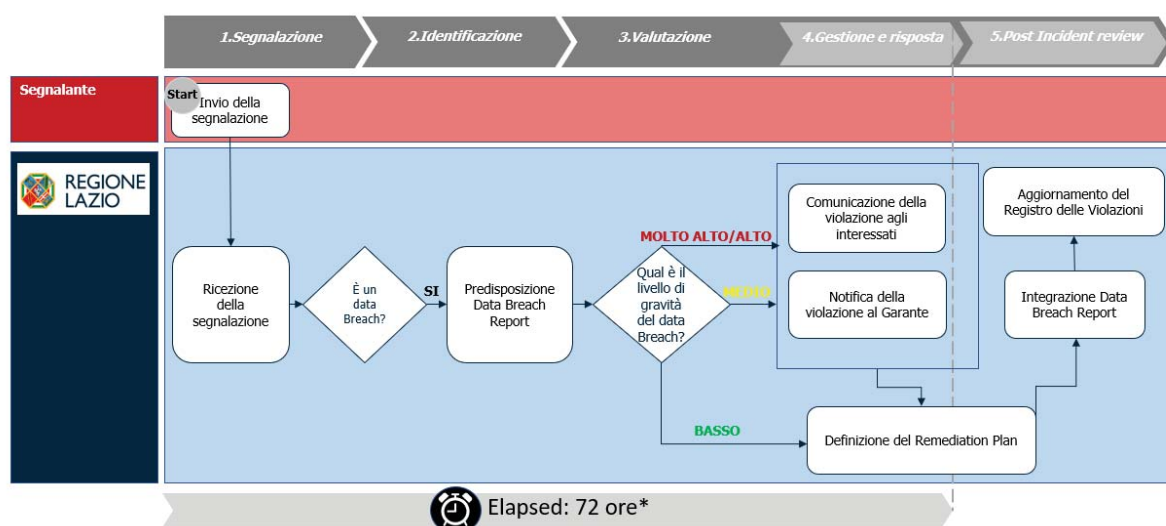 1.Segnalazione
2.Identificazione
3.Valutazione
4.Gestione e risposta
5.Post Incident review
Segnalante
Start
Invio della
segnalazione
REGIONE
LAZIO
Ricezione
della
segnalazione
È un
data
Breach?
SI
Predisposizione
Data Breach
Report
Qual è il
livello di
gravità
del data
Breach?
MOLTO ALTO/ALTO
MEDIO
BASSO
Comunicazione della
violazione agli
interessati
Notifica della
violazione al Garante
Definizione del Remediation Plan
Aggiornamento del
Registro delle Violazioni
Integrazione Data
Breach Report
Elapsed: 72 ore*